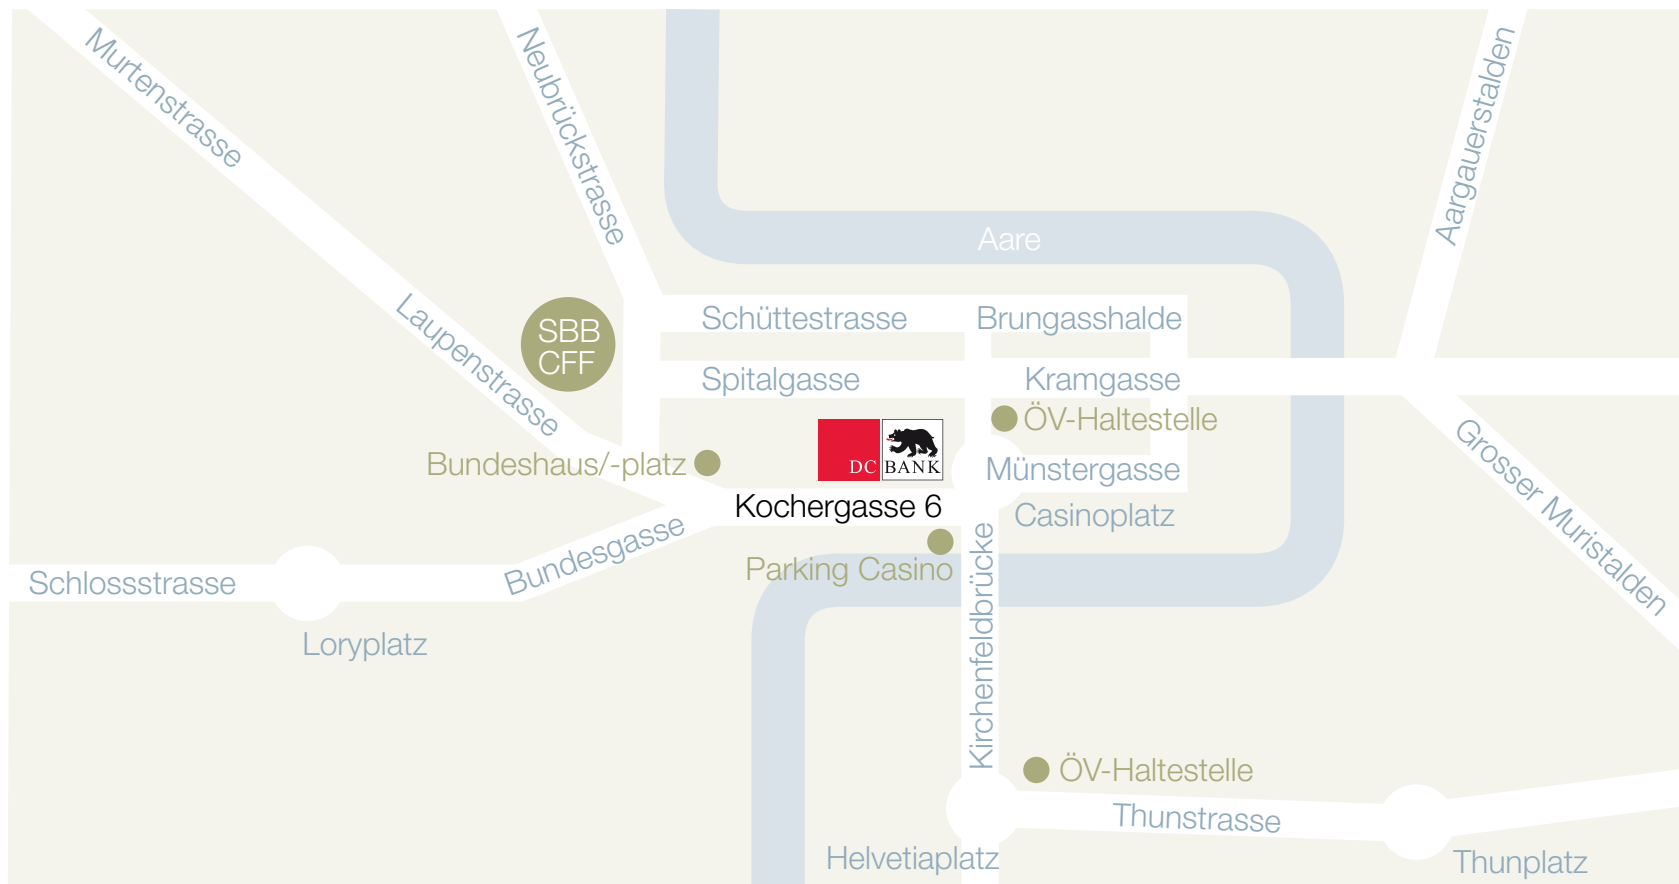 Murtenstrasse
Neubrückstrasse
Aargauerstalden
Aare
Laupenstrasse
SBB
CFF
Schüttestrasse
Brungasshalde
Spitalgasse
Kramgasse
ÖV-Haltestelle
Grosser Muristalden
Bundeshaus/-platz
DC BANK
Münstergasse
Kochergasse 6
Casinoplatz
Bundesgasse
Parking Casino
Schlossstrasse
Kirchenfeldbrücke
Loryplatz
ÖV-Haltestelle
Thunstrasse
Helvetiaplatz
Thunplatz